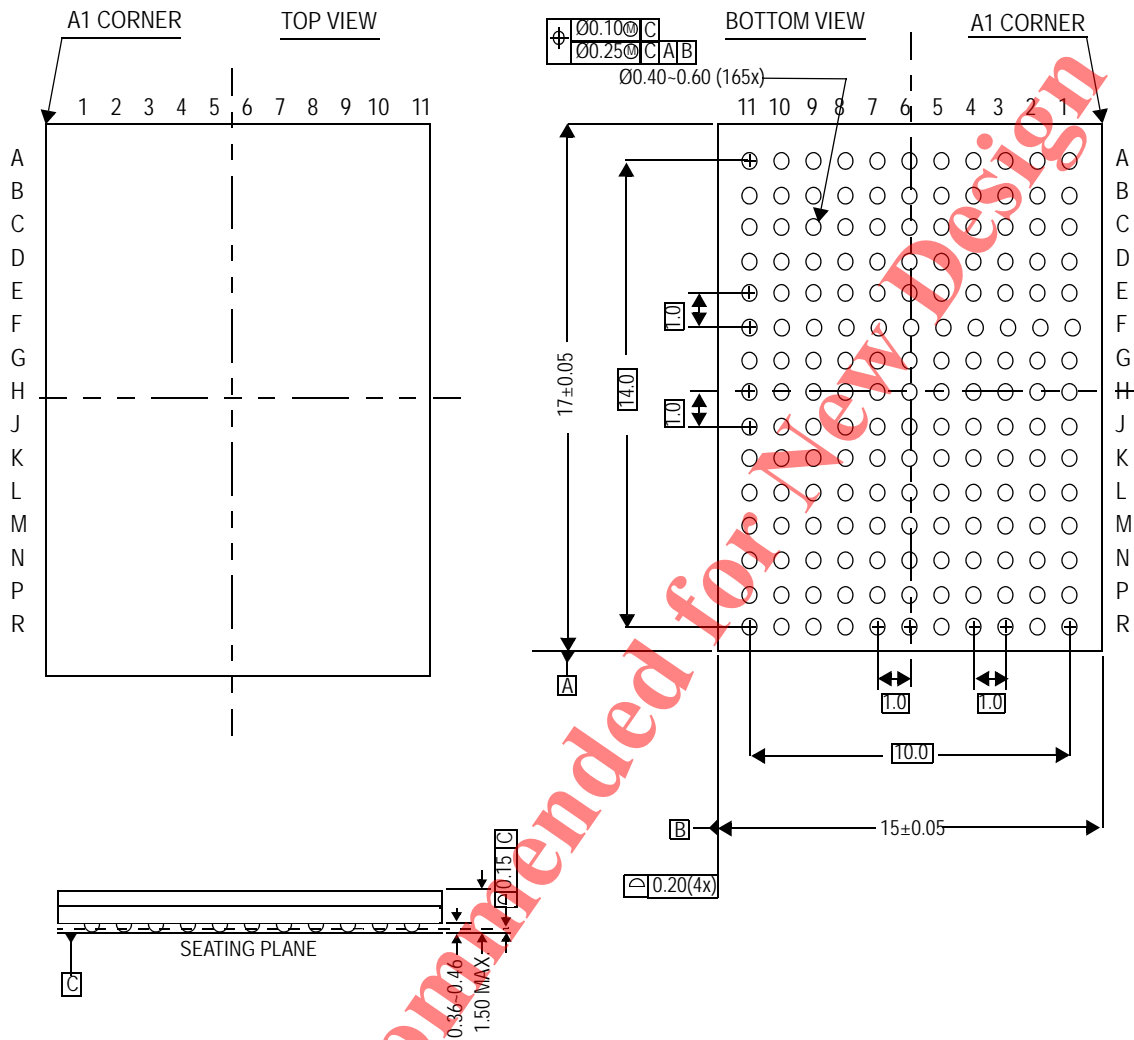 A1 CORNER
TOP VIEW
BOTTOM VIEW
A1 CORNER
Ø0.10Ⓜ C
Ø0.25Ⓜ C A B
Ø0.40~0.60 (165x)
1 2 3 4 5 6 7 8 9 10 11
11 10 9 8 7 6 5 4 3 2 1
A
B
C
D
E
F
G
H
J
K
L
M
N
P
R
A
B
C
D
E
F
G
H
J
K
L
M
N
P
R
1.0
1.0
14.0
17±0.05
A
1.0
1.0
10.0
B
15±0.05
0.20(4x)
0.15 C
SEATING PLANE
C
0.36~0.46
1.50 MAX
ommended for New Design